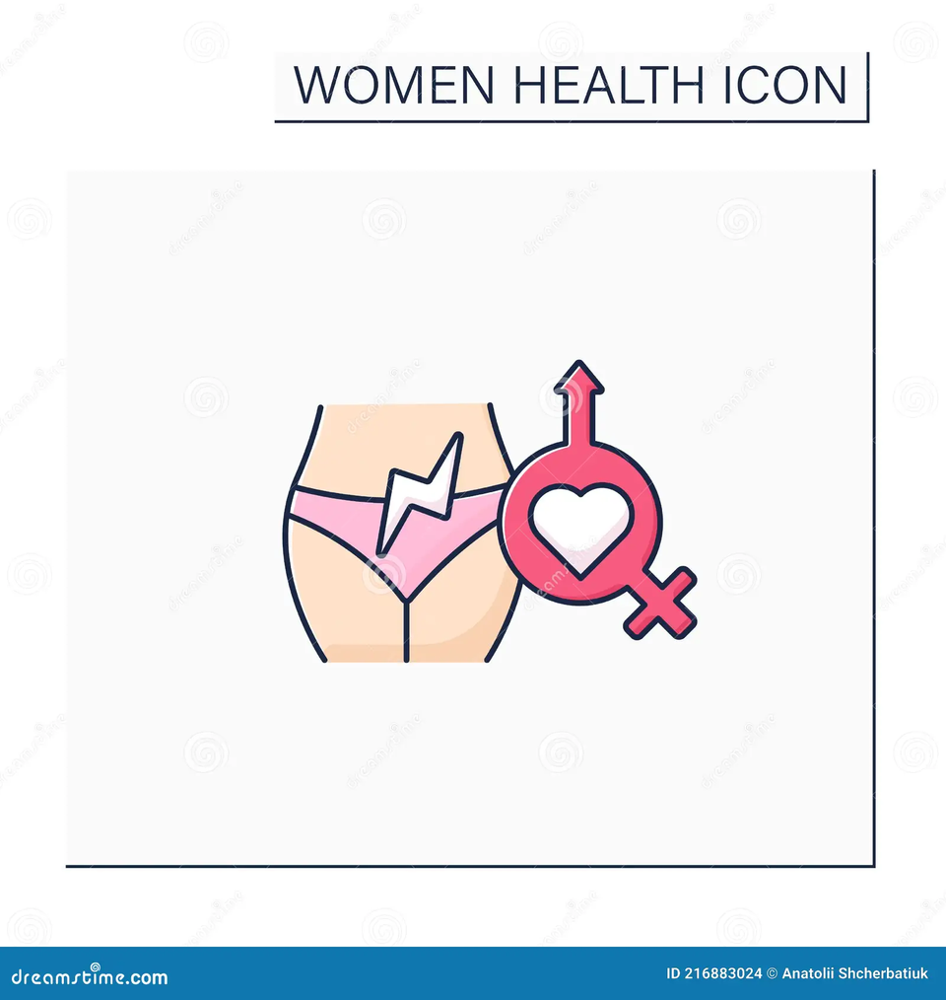 WOMEN HEALTH ICON
dreamstime.com
ID 216883024 © Anatolii Shcherbatiuk